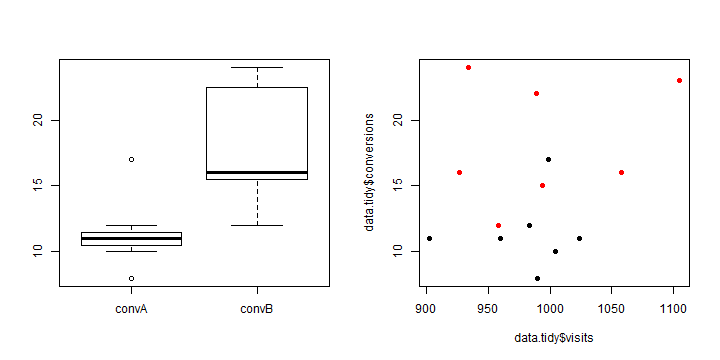 10 15 20
convA convB
data.tidy$conversions
10 15 20
900 950 1000 1050 1100
data.tidy$visits